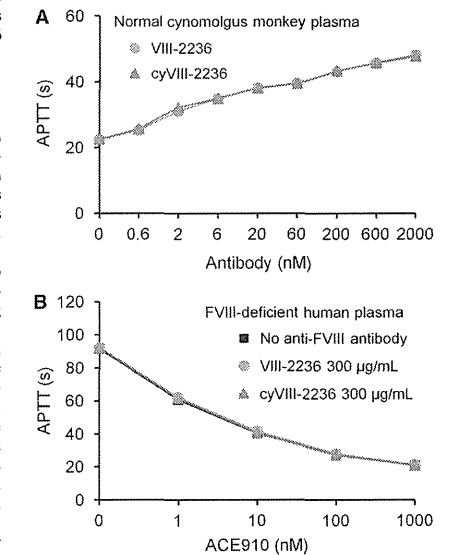 A
Normal cynomolgus monkey plasma
VIII-2236
cyVIII-2236
APTT (s)
60
40
20
0
0 0.6 2 6 20 60 200 600 2000
Antibody (nM)
B
FVIII-deficient human plasma
No anti-FVIII antibody
VIII-2236 300 µg/mL
cyVIII-2236 300 µg/mL
APTT (s)
120
100
80
60
40
20
0
0 1 10 100 1000
ACE910 (nM)